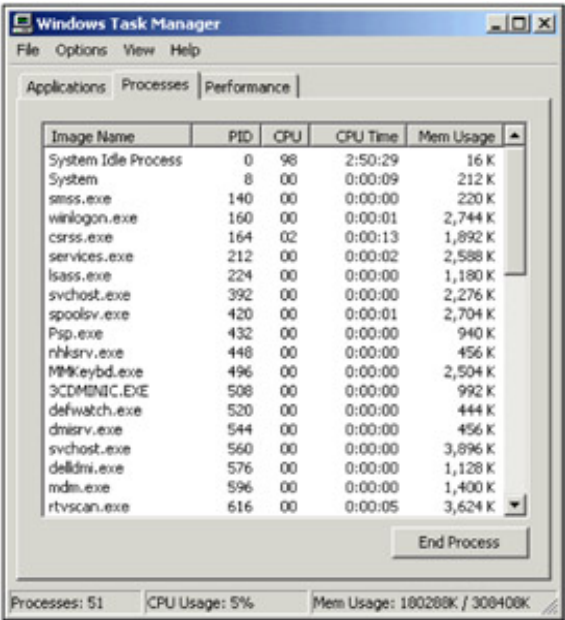 Windows Task Manager
File Options View Help
Applications Processes Performance
Image Name PID CPU CPU Time Mem Usage
System Idle Process 0 98 2:50:29 16 K
System 8 00 0:00:09 212 K
smss.exe 140 00 0:00:00 220 K
winlogon.exe 160 00 0:00:01 2,744 K
csrss.exe 164 02 0:00:13 1,892 K
services.exe 212 00 0:00:02 2,588 K
lsass.exe 224 00 0:00:00 1,180 K
svchost.exe 392 00 0:00:00 2,276 K
spoolsv.exe 420 00 0:00:01 2,704 K
Psp.exe 432 00 0:00:00 940 K
nhksrv.exe 448 00 0:00:00 456 K
MMKeybd.exe 496 00 0:00:00 2,504 K
3CDMINIC.EXE 508 00 0:00:00 992 K
defwatch.exe 520 00 0:00:00 444 K
dmisrv.exe 544 00 0:00:00 456 K
svchost.exe 560 00 0:00:00 3,896 K
delldmi.exe 576 00 0:00:00 1,128 K
mdm.exe 596 00 0:00:00 1,400 K
rtvscan.exe 616 00 0:00:05 3,624 K
End Process
Processes: 51 CPU Usage: 5% Mem Usage: 180288K / 308408K